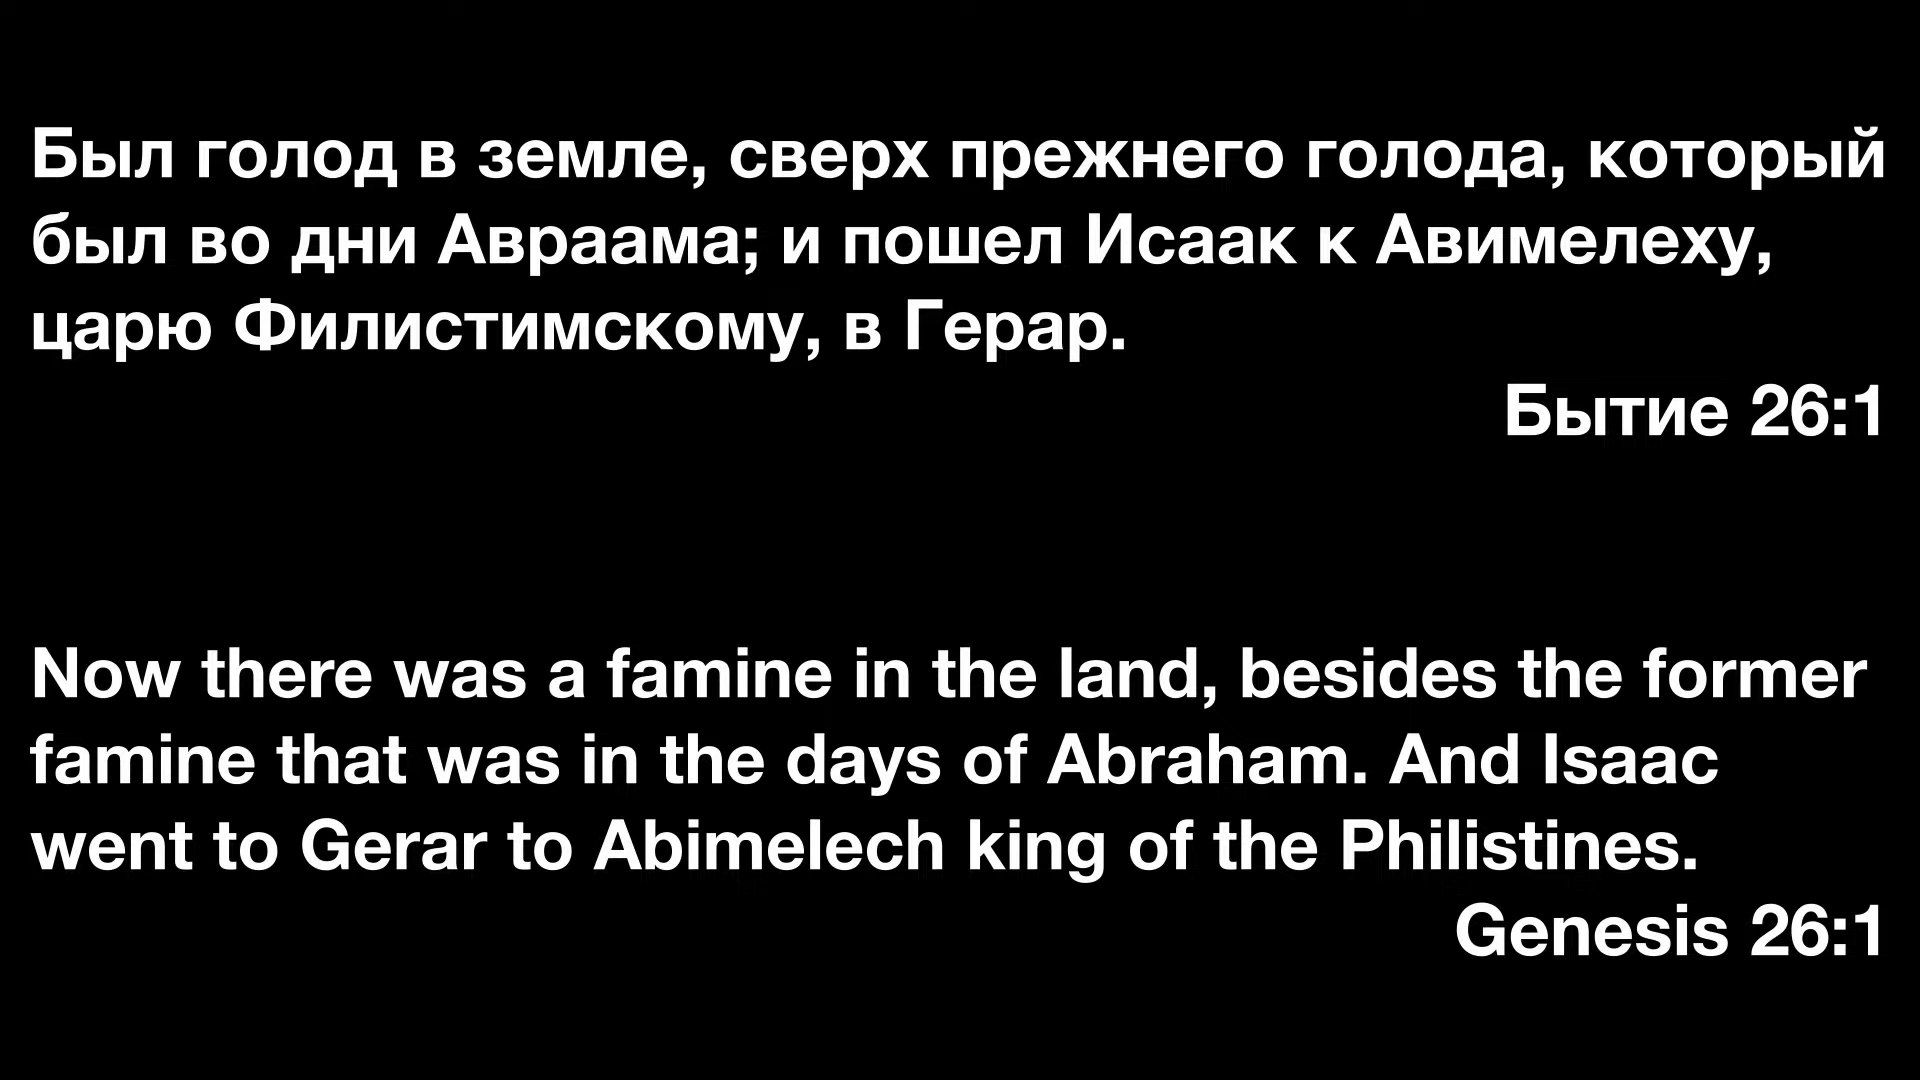 Был голод в земле, сверх прежнего голода, который
был во дни Авраама; и пошел Исаак к Авимелеху,
царю Филистимскому, в Герар.
Бытие 26:1
Now there was a famine in the land, besides the former
famine that was in the days of Abraham. And Isaac
went to Gerar to Abimelech king of the Philistines.
Genesis 26:1